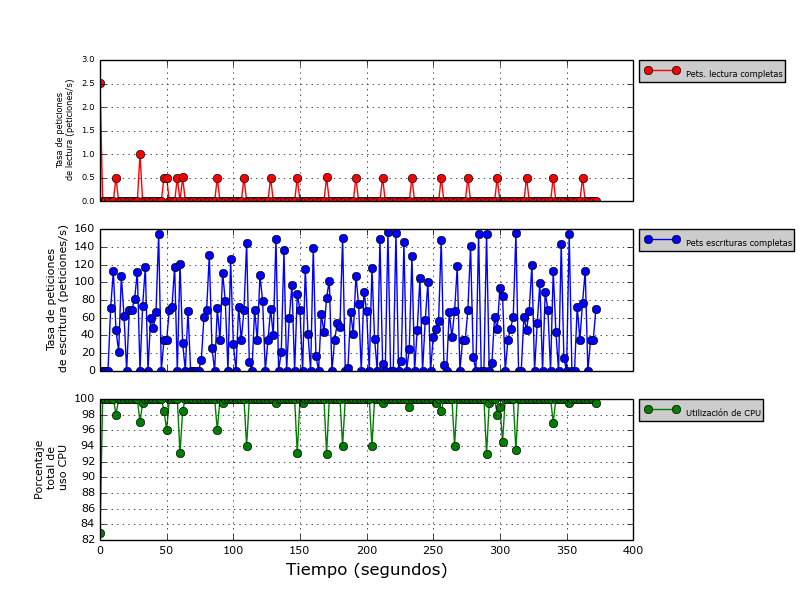 3.0
2.5
2.0
1.5
1.0
0.5
0.0
Tasa de peticiones
de lectura (peticiones/s)
Pets. lectura completas
160
140
120
100
80
60
40
20
0
Tasa de peticiones
de escritura (peticiones/s)
Pets escrituras completas
100
98
96
94
92
90
88
86
84
82
Porcentaje
total de
uso CPU
Utilización de CPU
0 50 100 150 200 250 300 350 400
Tiempo (segundos)